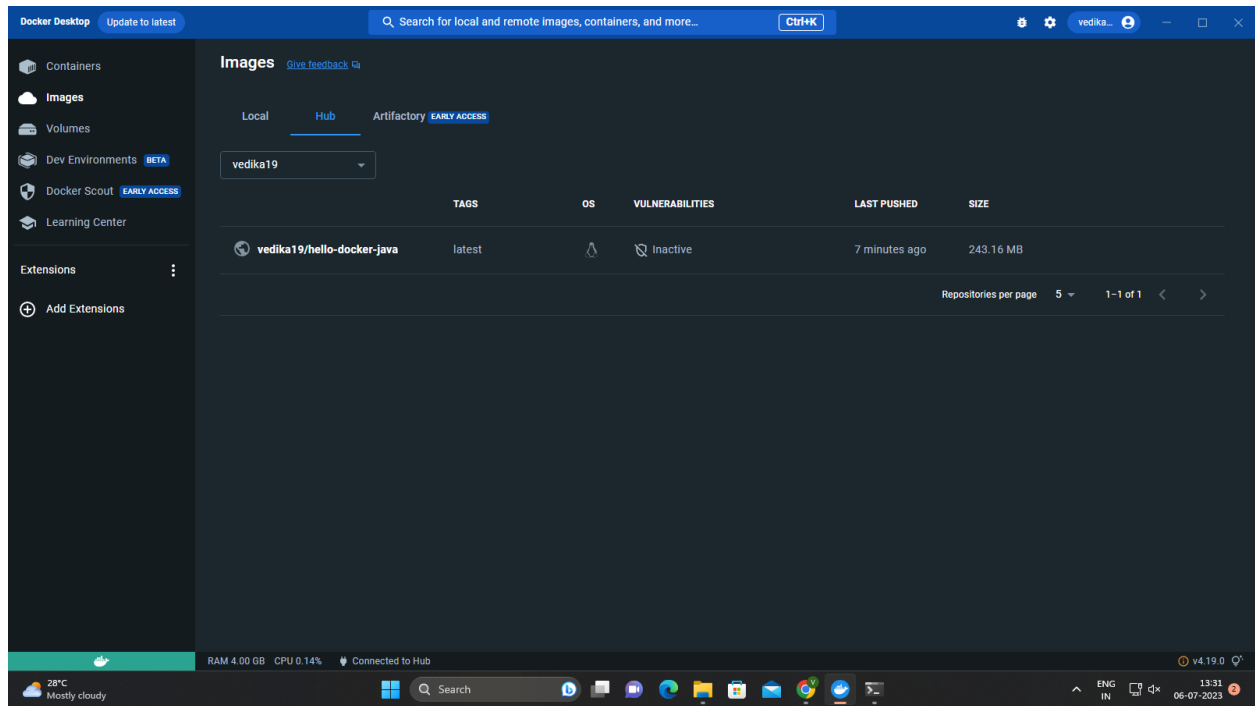 Docker Desktop Update to latest Search for local and remote images, containers, and more... Ctrl+K vedika...
Containers
Images
Volumes
Dev Environments BETA
Docker Scout EARLY ACCESS
Learning Center
Extensions
Add Extensions
Images Give feedback
Local Hub Artifactory EARLY ACCESS
vedika19
TAGS OS VULNERABILITIES LAST PUSHED SIZE
vedika19/hello-docker-java latest Inactive 7 minutes ago 243.16 MB
Repositories per page 5 1–1 of 1
RAM 4.00 GB CPU 0.14% Connected to Hub v4.19.0
28°C
Mostly cloudy
Search
ENG
IN
13:31
06-07-2023
2